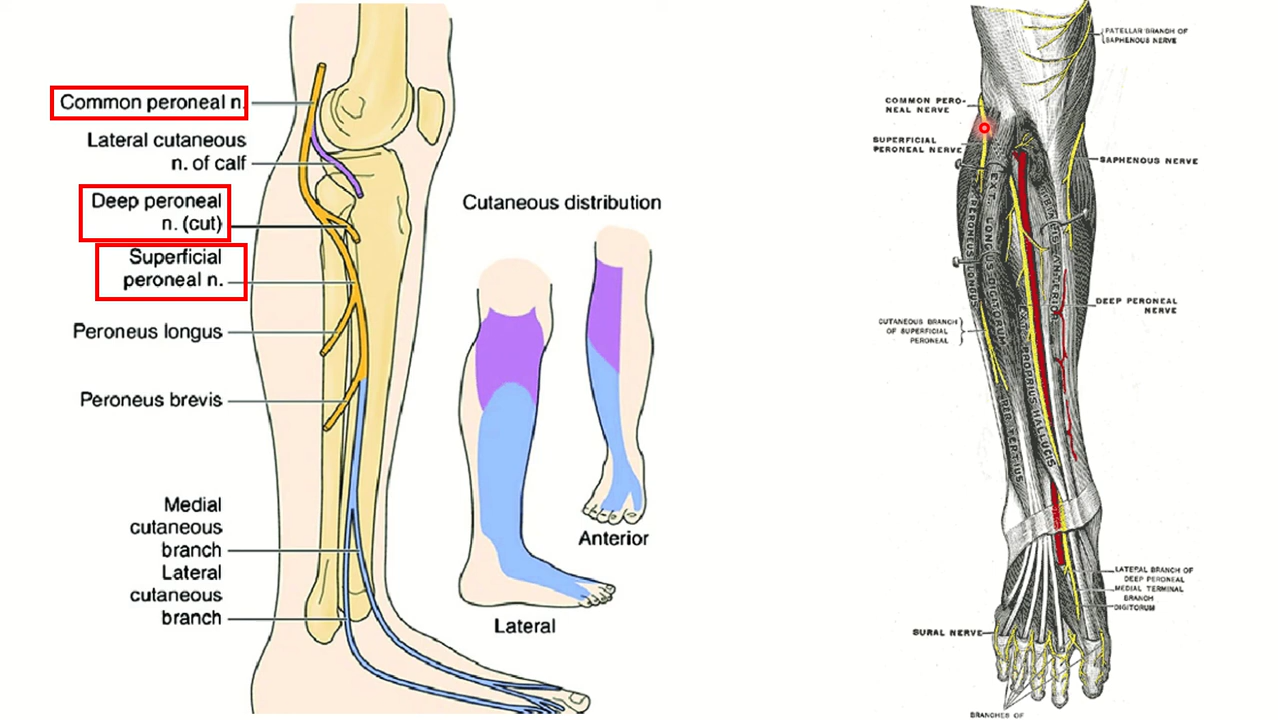 Common peroneal n.
Lateral cutaneous
n. of calf
Deep peroneal
n. (cut)
Superficial
peroneal n.
Peroneus longus
Peroneus brevis
Medial
cutaneous
branch
Lateral
cutaneous
branch
Cutaneous distribution
Anterior
Lateral
PATELLAR BRANCH OF
SAPHENOUS NERVE
COMMON PERO-
NEAL NERVE
SUPERFICIAL
PERONEAL NERVE
SAPHENOUS NERVE
PERONEUS LONGUS
EXT. LONGUS DIGITORUM
ANTERIOR
DEEP PERONEAL
NERVE
CUTANEOUS BRANCH
OF SUPERFICIAL
PERONEAL
EXT. PROPRIUS HALLUCIS
PER. TERTIUS
LATERAL BRANCH OF
DEEP PERONEAL
MEDIAL TERMINAL
BRANCH
DIGITORUM
SURAL NERVE
BRANCHES OF